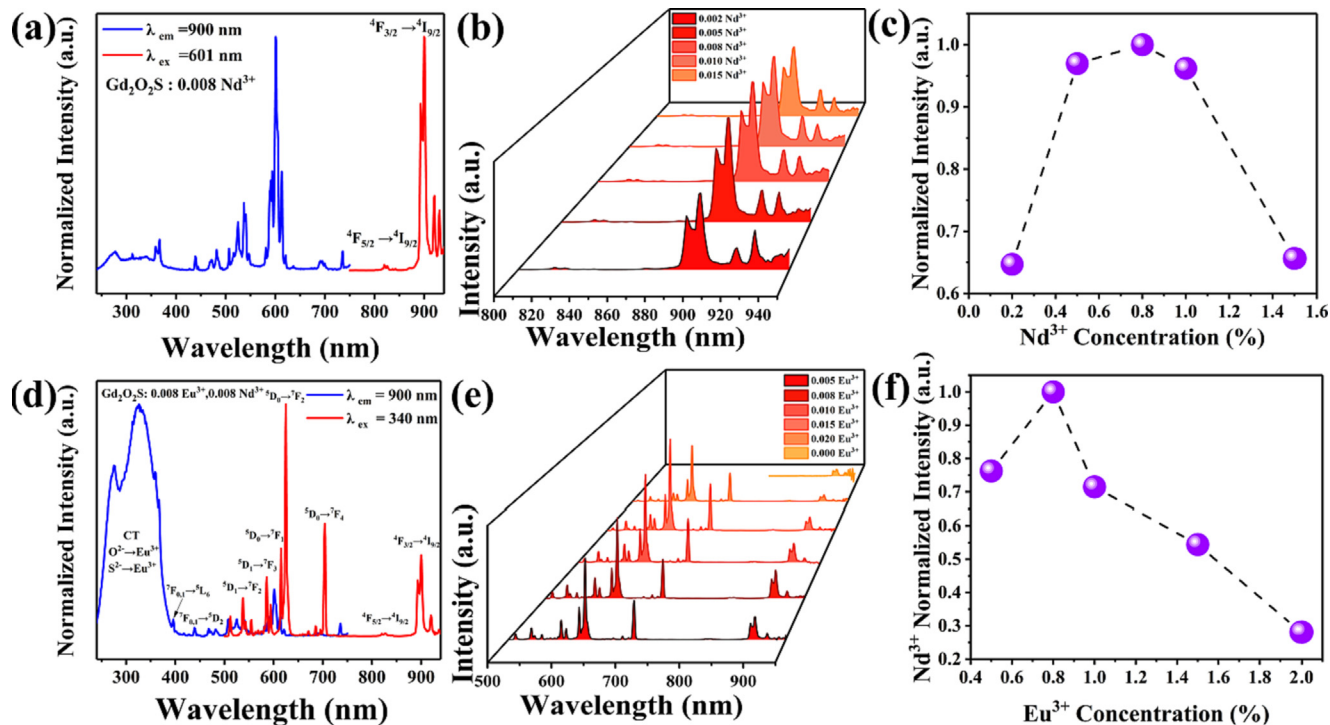 (a)
λ em =900 nm
λ ex =601 nm
Gd₂O₂S : 0.008 Nd³⁺
⁴F₃/₂→⁴I₉/₂
⁴F₅/₂→⁴I₉/₂
Normalized Intensity (a.u.)
300 400 500 600 700 800 900
Wavelength (nm)
(b)
0.002 Nd³⁺
0.005 Nd³⁺
0.008 Nd³⁺
0.010 Nd³⁺
0.015 Nd³⁺
Intensity (a.u.)
800 820 840 860 880 900 920 940
Wavelength (nm)
(c)
Normalized Intensity (a.u.)
1.0
0.9
0.8
0.7
0.6
0.0 0.2 0.4 0.6 0.8 1.0 1.2 1.4 1.6
Nd³⁺ Concentration (%)
(d)
Gd₂O₂S: 0.008 Eu³⁺,0.008 Nd³⁺ ⁵D₀→⁷F₂
λ em = 900 nm
λ ex = 340 nm
CT
O²⁻→Eu³⁺
S²⁻→Eu³⁺
⁷F₀,₁→⁵L₆
⁷F₀,₁→⁵D₂
⁵D₁→⁷F₂
⁵D₁→⁷F₃
⁵D₀→⁷F₁
⁵D₀→⁷F₄
⁴F₅/₂→⁴I₉/₂
⁴F₃/₂→⁴I₉/₂
Normalized Intensity (a.u.)
300 400 500 600 700 800 900
Wavelength (nm)
(e)
0.005 Eu³⁺
0.008 Eu³⁺
0.010 Eu³⁺
0.015 Eu³⁺
0.020 Eu³⁺
0.000 Eu³⁺
Intensity (a.u.)
500 600 700 800 900
Wavelength (nm)
(f)
Nd³⁺ Normalized Intensity (a.u.)
1.0
0.9
0.8
0.7
0.6
0.5
0.4
0.3
0.2
0.4 0.6 0.8 1.0 1.2 1.4 1.6 1.8 2.0
Eu³⁺ Concentration (%)